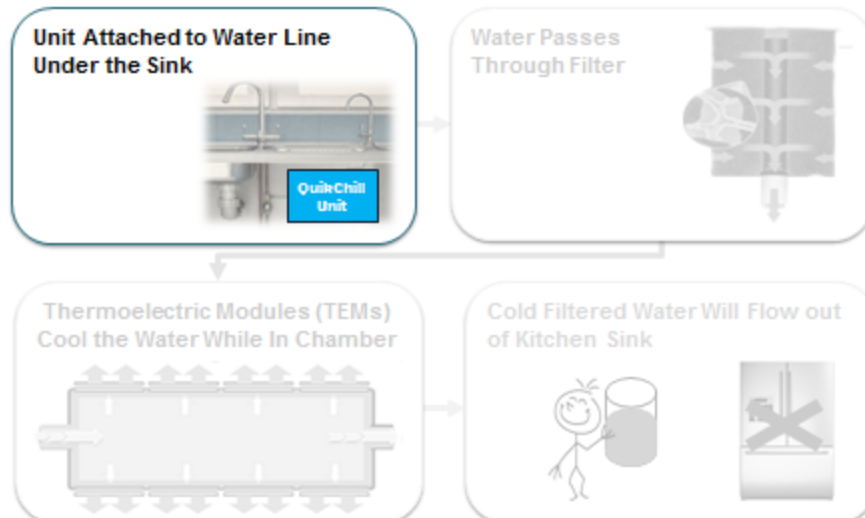 Unit Attached to Water Line
Under the Sink
QuikChill
Unit
Water Passes
Through Filter
Thermoelectric Modules (TEMs)
Cool the Water While In Chamber
Cold Filtered Water Will Flow out
of Kitchen Sink